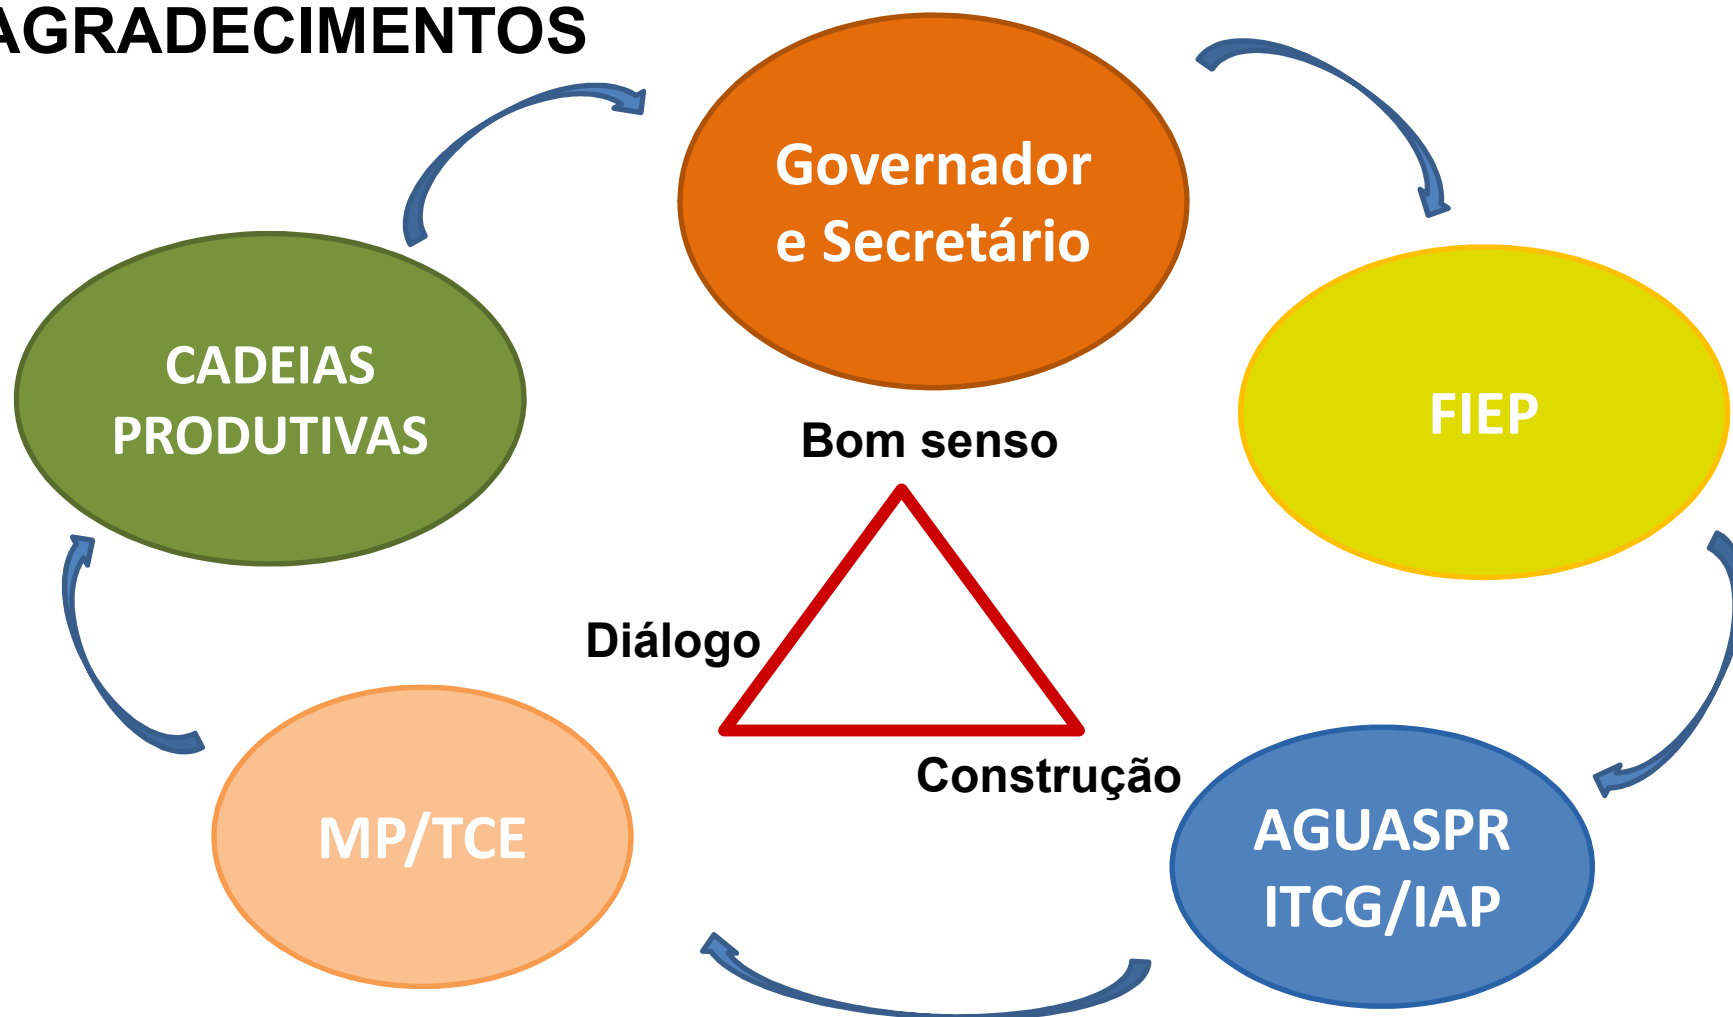 AGRADECIMENTOS
Governador
e Secretário
CADEIAS
PRODUTIVAS
FIEP
Bom senso
Diálogo
Construção
MP/TCE
AGUASPR
ITCG/IAP